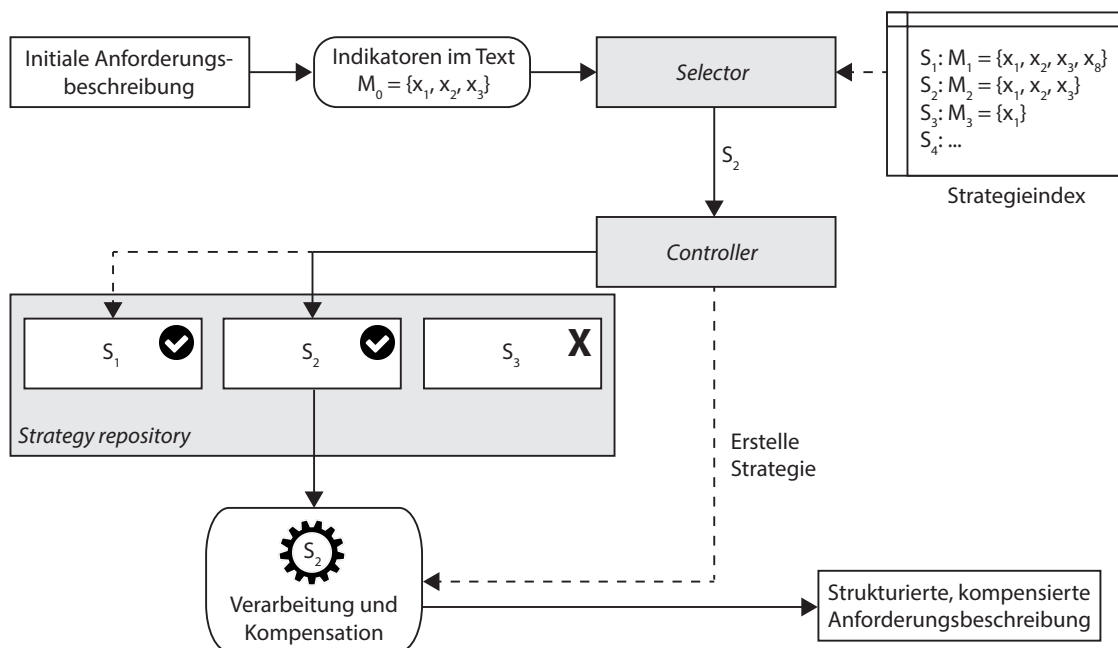 Initiale Anforderungs-
beschreibung
Indikatoren im Text
M₀ = {x₁, x₂, x₃}
Selector
S₁: M₁ = {x₁, x₂, x₃, x₈}
S₂: M₂ = {x₁, x₂, x₃}
S₃: M₃ = {x₁}
S₄: ...
Strategieindex
S₂
Controller
S₁
S₂
S₃
X
Strategy repository
Erstelle
Strategie
S₂
Verarbeitung und
Kompensation
Strukturierte, kompensierte
Anforderungsbeschreibung